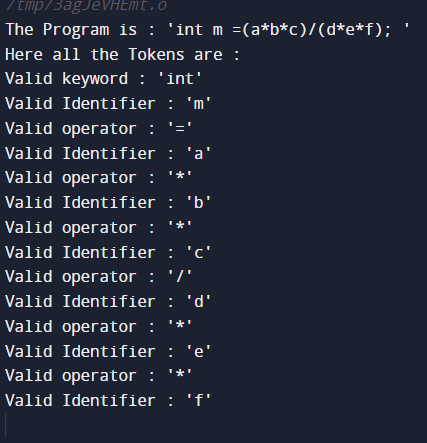 /tmp/3agJeVHEmt.o
The Program is : 'int m =(a*b*c)/(d*e*f); '
Here all the Tokens are :
Valid keyword : 'int'
Valid Identifier : 'm'
Valid operator : '='
Valid Identifier : 'a'
Valid operator : '*'
Valid Identifier : 'b'
Valid operator : '*'
Valid Identifier : 'c'
Valid operator : '/'
Valid Identifier : 'd'
Valid operator : '*'
Valid Identifier : 'e'
Valid operator : '*'
Valid Identifier : 'f'